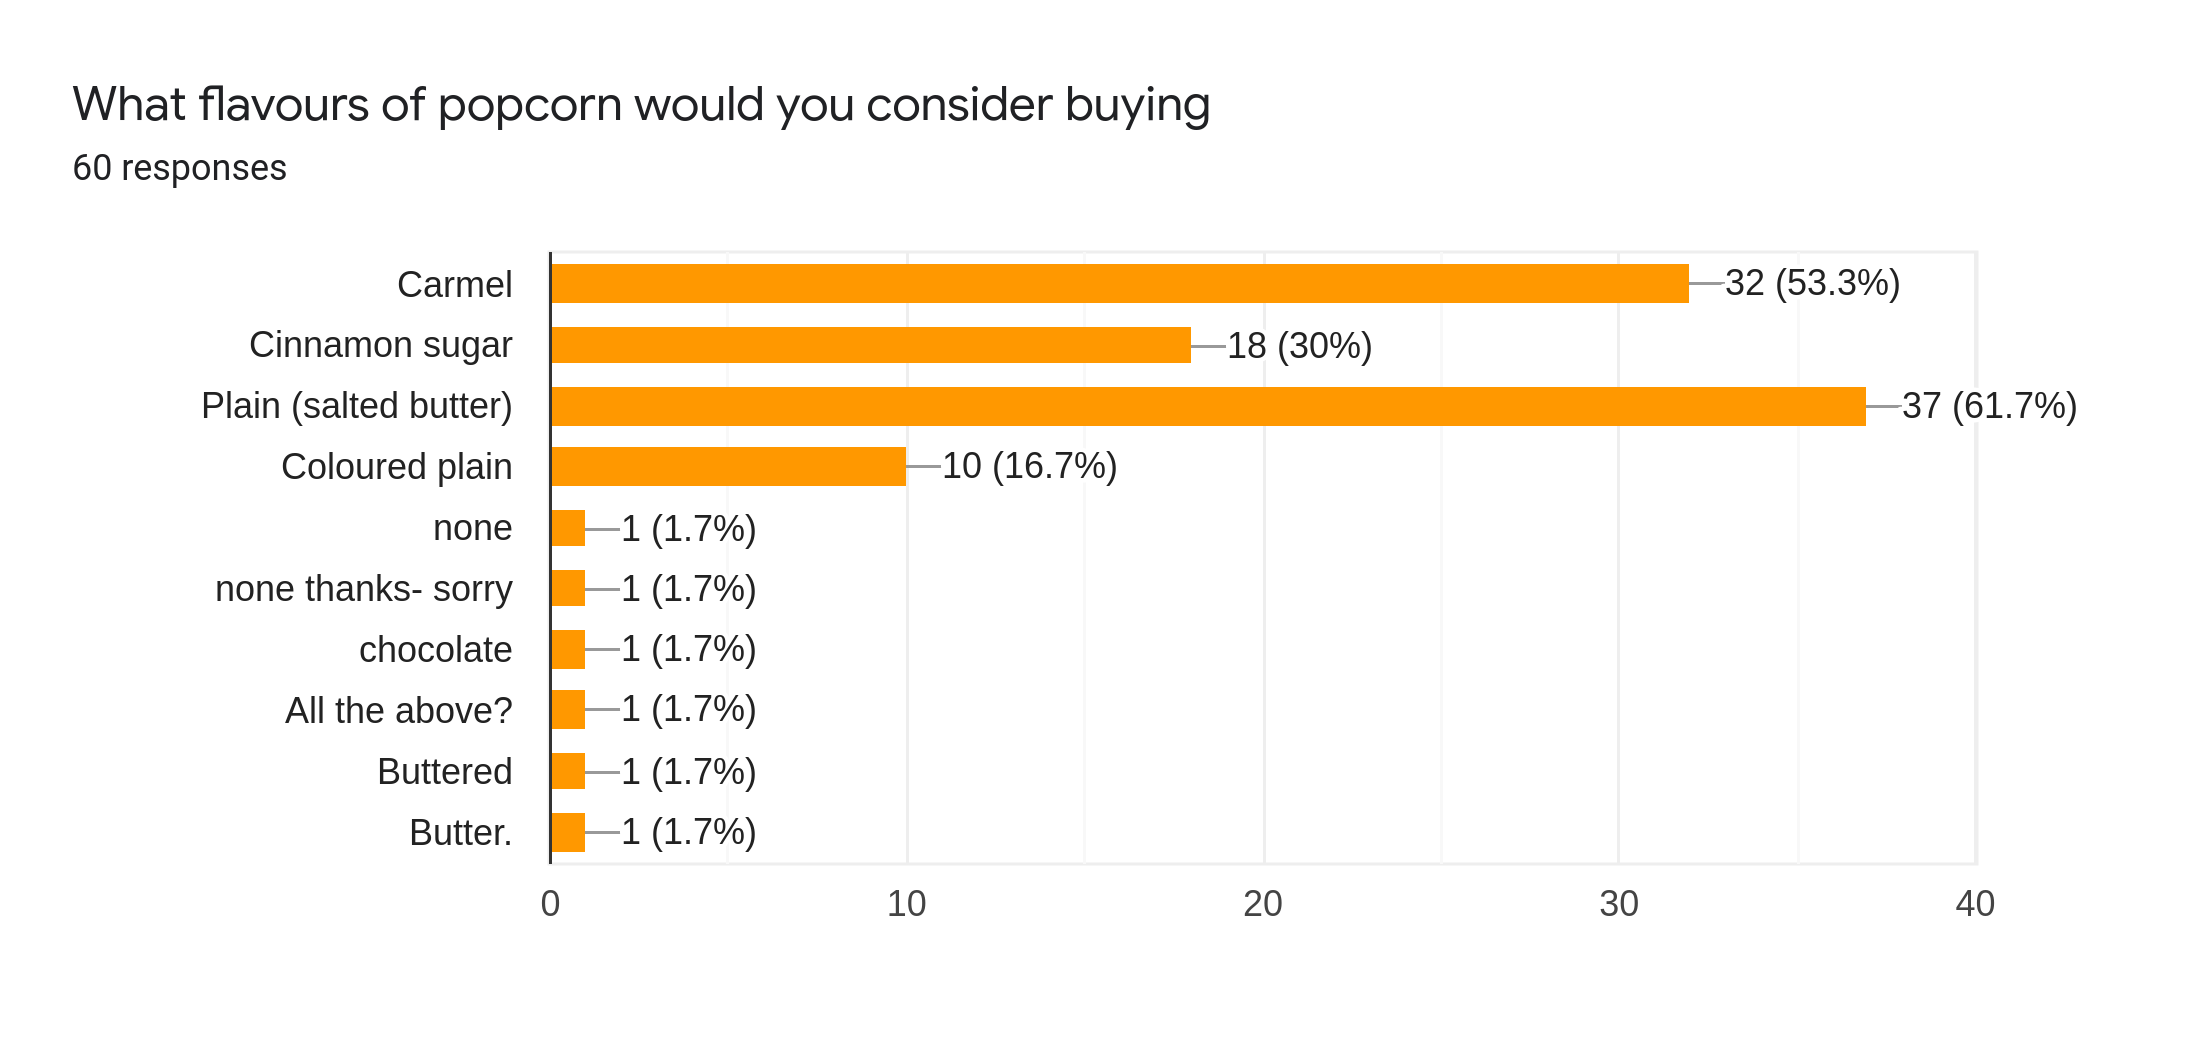 What flavours of popcorn would you consider buying
60 responses
Carmel 32 (53.3%)
Cinnamon sugar 18 (30%)
Plain (salted butter) 37 (61.7%)
Coloured plain 10 (16.7%)
none 1 (1.7%)
none thanks- sorry 1 (1.7%)
chocolate 1 (1.7%)
All the above? 1 (1.7%)
Buttered 1 (1.7%)
Butter. 1 (1.7%)
0 10 20 30 40